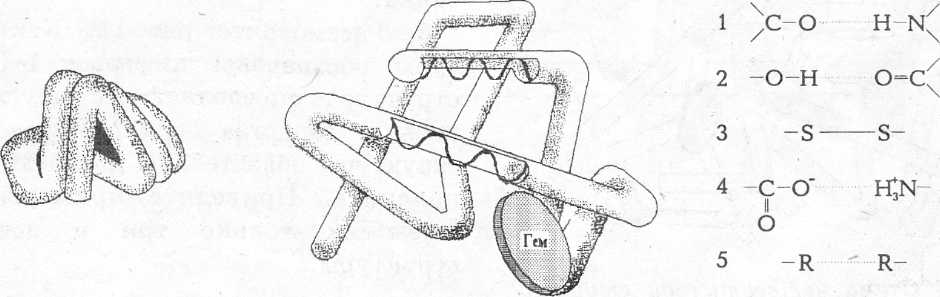 1 C–O H–N
2 –O–H O=C
3 –S–S–
4 C–O⁻ H₃⁺N–
O
Гем
5 –R R–